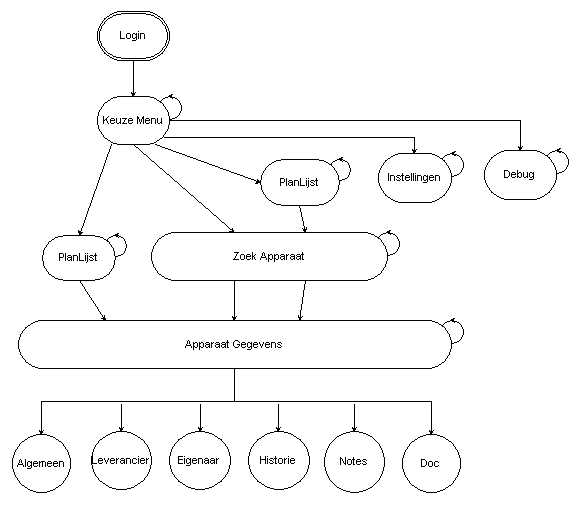 Login
Keuze Menu
PlanLijst
Instellingen
Debug
PlanLijst
Zoek Apparaat
Apparaat Gegevens
Algemeen
Leverancier
Eigenaar
Historie
Notes
Doc